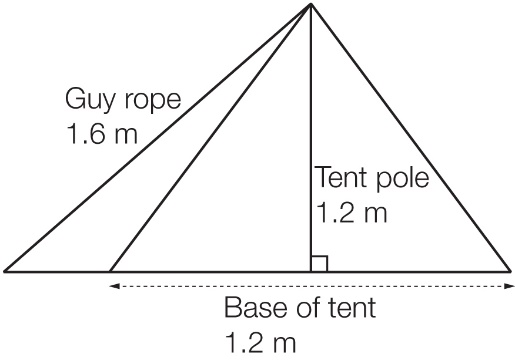 Guy rope
1.6 m
Tent pole
1.2 m
Base of tent
1.2 m